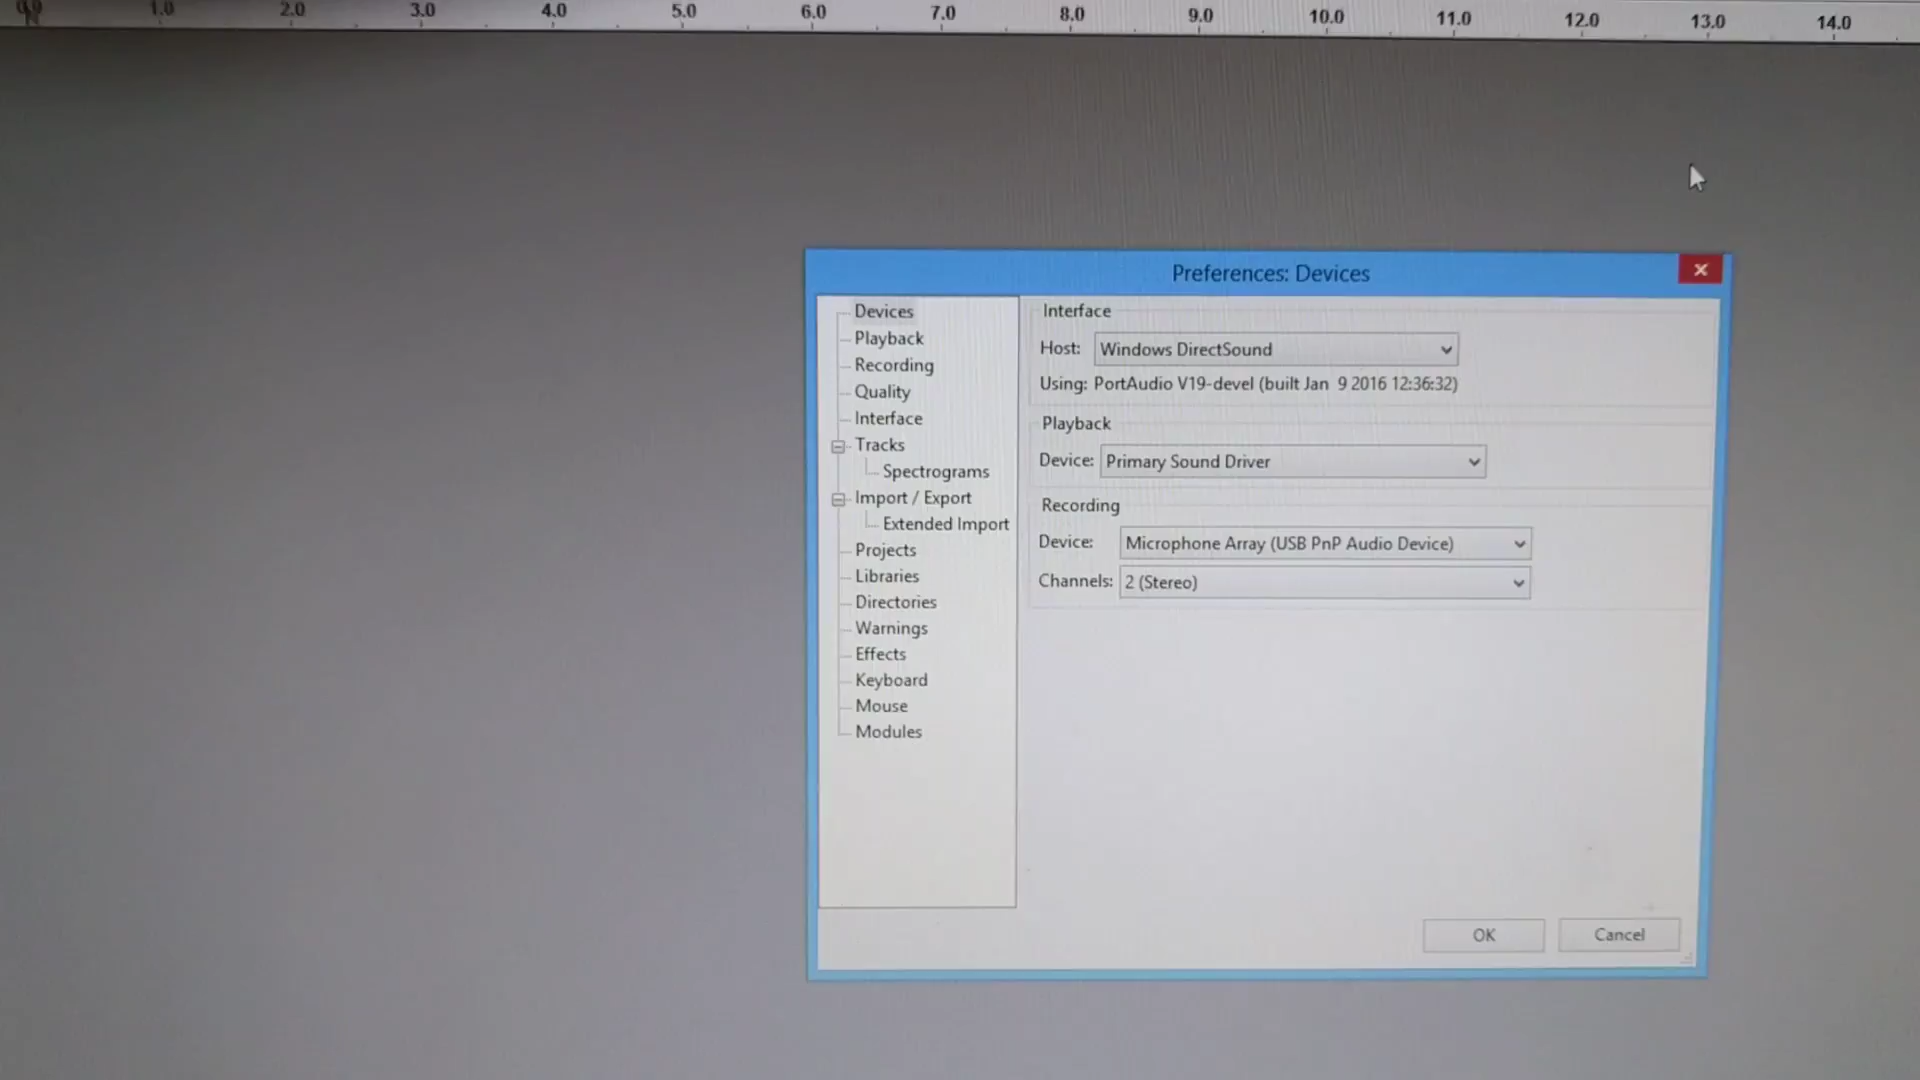 0.0 1.0 2.0 3.0 4.0 5.0 6.0 7.0 8.0 9.0 10.0 11.0 12.0 13.0 14.0
Preferences: Devices
Devices
Playback
Recording
Quality
Interface
Tracks
Spectrograms
Import / Export
Extended Import
Projects
Libraries
Directories
Warnings
Effects
Keyboard
Mouse
Modules
Interface
Host: Windows DirectSound
Using: PortAudio V19-devel (built Jan 9 2016 12:36:32)
Playback
Device: Primary Sound Driver
Recording
Device: Microphone Array (USB PnP Audio Device)
Channels: 2 (Stereo)
OK Cancel